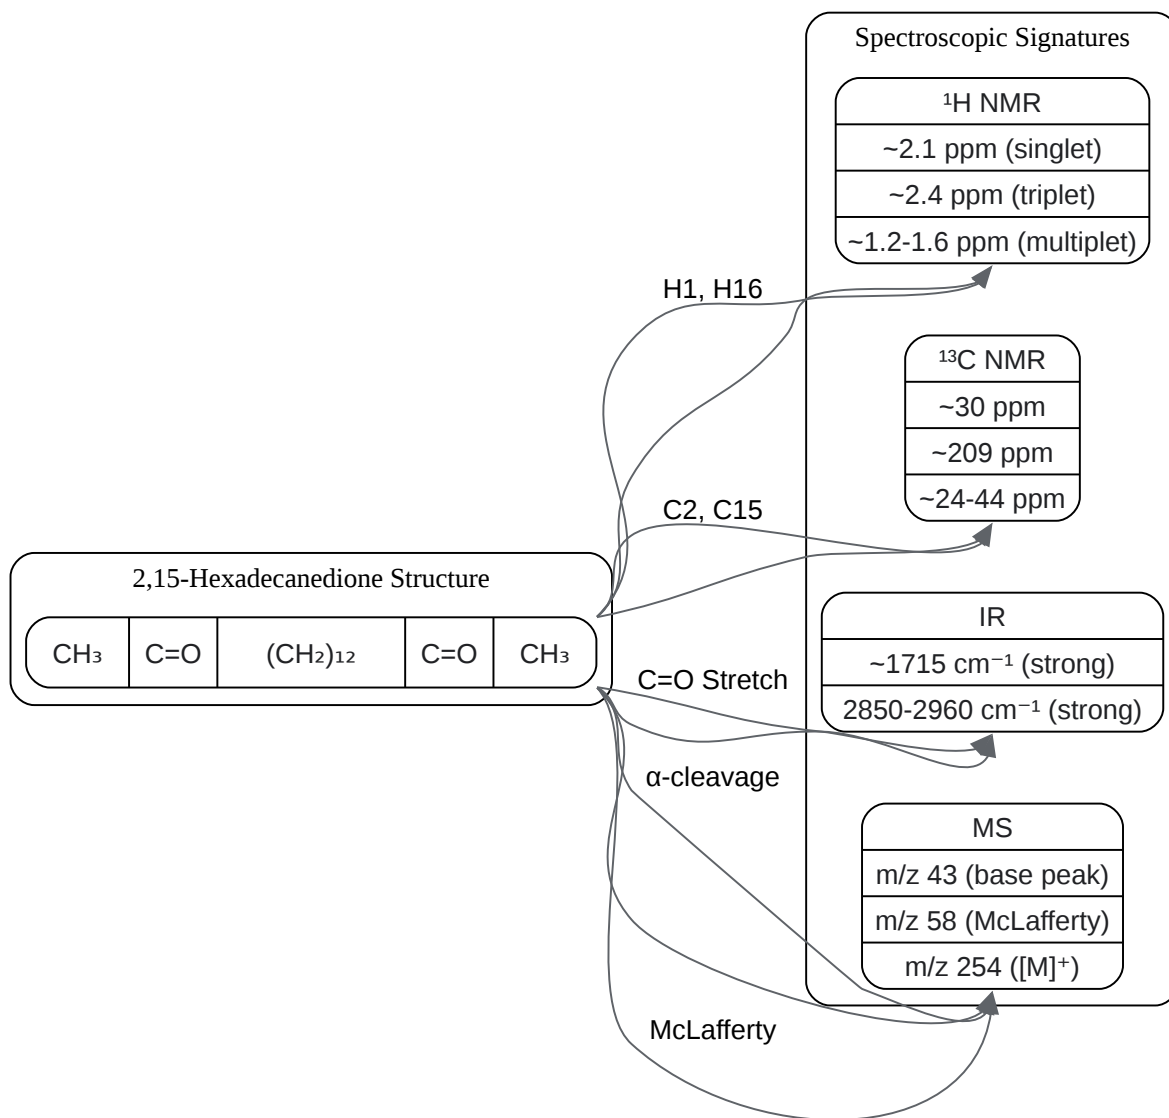 Spectroscopic Signatures
¹H NMR
~2.1 ppm (singlet)
~2.4 ppm (triplet)
~1.2-1.6 ppm (multiplet)
H1, H16
¹³C NMR
~30 ppm
~209 ppm
~24-44 ppm
C2, C15
2,15-Hexadecanedione Structure
CH₃
C=O
(CH₂)₁₂
C=O
CH₃
IR
~1715 cm⁻¹ (strong)
2850-2960 cm⁻¹ (strong)
C=O Stretch
α-cleavage
MS
m/z 43 (base peak)
m/z 58 (McLafferty)
m/z 254 ([M]⁺)
McLafferty